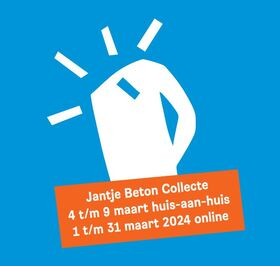 Jantje Beton Collecte
4 t/m 9 maart huis-aan-huis
1 t/m 31 maart 2024 online